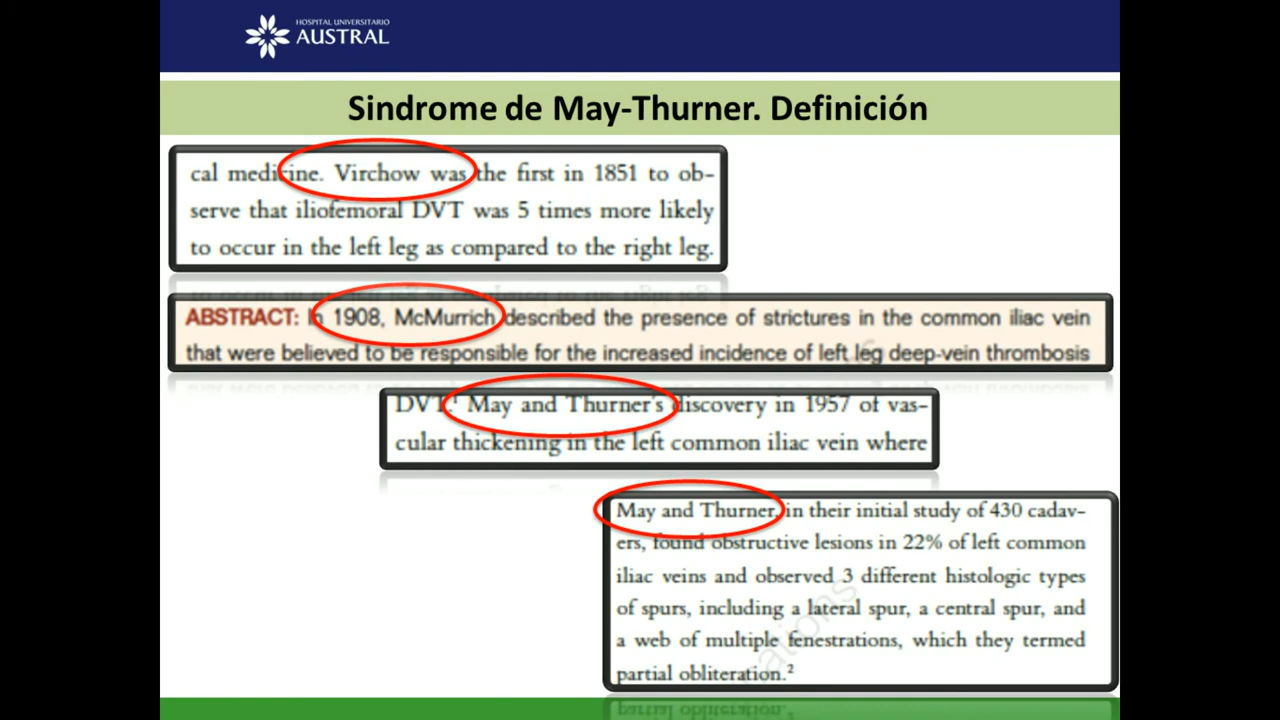 HOSPITAL UNIVERSITARIO
AUSTRAL
Sindrome de May-Thurner. Definición
cal medicine. Virchow was the first in 1851 to ob-
serve that iliofemoral DVT was 5 times more likely
to occur in the left leg as compared to the right leg.
ABSTRACT: In 1908, McMurrich described the presence of strictures in the common iliac vein
that were believed to be responsible for the increased incidence of left leg deep-vein thrombosis
DVT.¹ May and Thurner's discovery in 1957 of vas-
cular thickening in the left common iliac vein where
May and Thurner, in their initial study of 430 cadav-
ers, found obstructive lesions in 22% of left common
iliac veins and observed 3 different histologic types
of spurs, including a lateral spur, a central spur, and
a web of multiple fenestrations, which they termed
partial obliteration.²